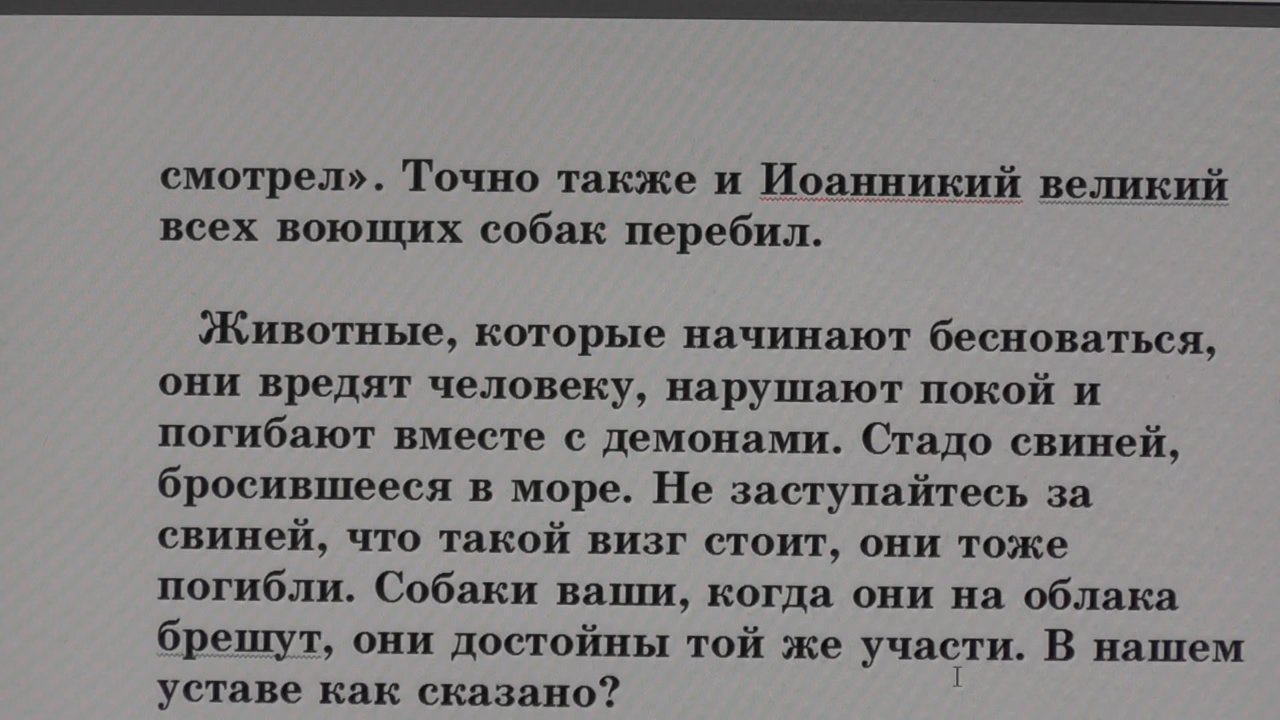 смотрел». Точно также и Иоанникий великий
всех воющих собак перебил.
Животные, которые начинают бесноваться,
они вредят человеку, нарушают покой и
погибают вместе с демонами. Стадо свиней,
бросившееся в море. Не заступайтесь за
свиней, что такой визг стоит, они тоже
погибли. Собаки ваши, когда они на облака
брешут, они достойны той же участи. В нашем
уставе как сказано?